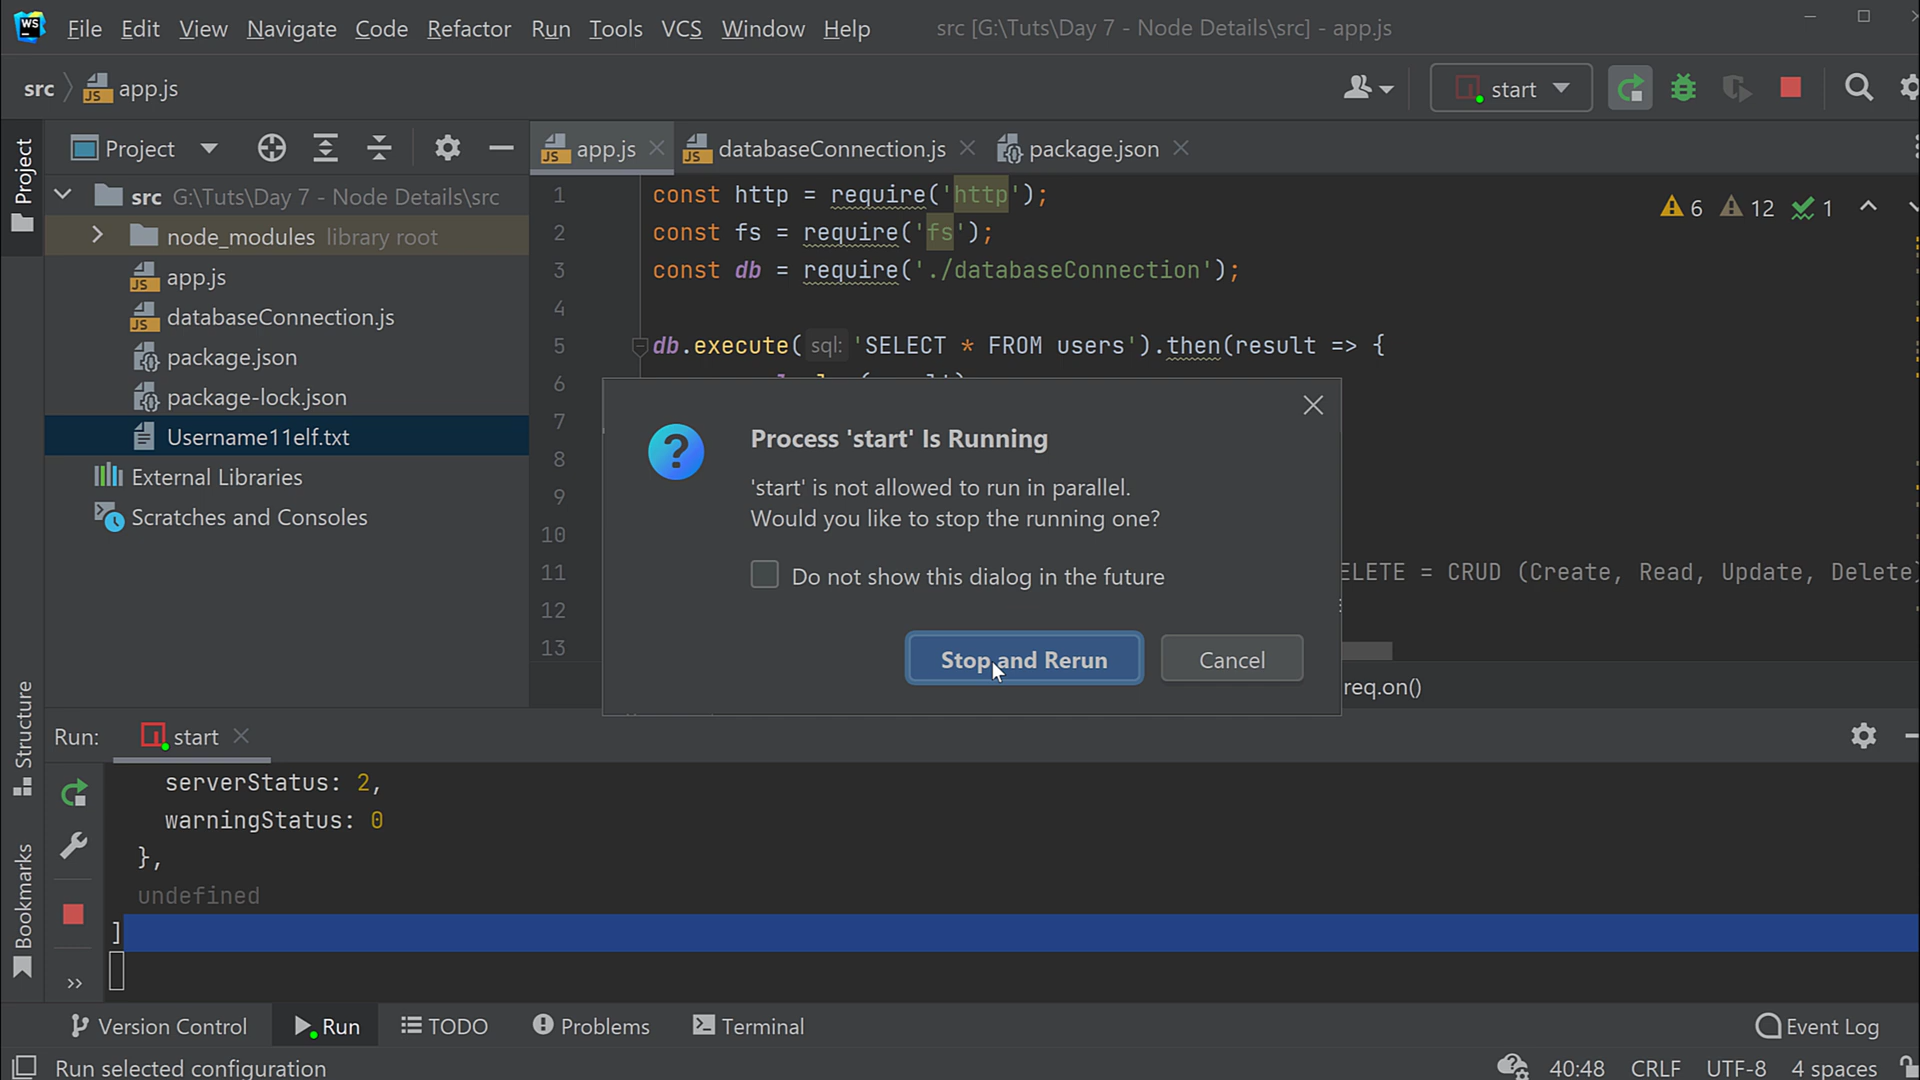 WS File Edit View Navigate Code Refactor Run Tools VCS Window Help src [G:\Tuts\Day 7 - Node Details\src] - app.js
src JS app.js start
Project
Project
JS app.js JS databaseConnection.js package.json
src G:\Tuts\Day 7 - Node Details\src
node_modules library root
JS app.js
JS databaseConnection.js
package.json
package-lock.json
Username11elf.txt
External Libraries
Scratches and Consoles
1 const http = require('http');
2 const fs = require('fs');
3 const db = require('./databaseConnection');
4
5 db.execute( sql: 'SELECT * FROM users').then(result => {
6
7
8
9
10
11 ELETE = CRUD (Create, Read, Update, Delete
12
13
6 12 1
Process 'start' Is Running
'start' is not allowed to run in parallel.
Would you like to stop the running one?
Do not show this dialog in the future
Stop and Rerun Cancel
req.on()
Structure
Bookmarks
Run: start
serverStatus: 2,
warningStatus: 0
},
undefined
]
Version Control Run TODO Problems Terminal Event Log
Run selected configuration 40:48 CRLF UTF-8 4 spaces